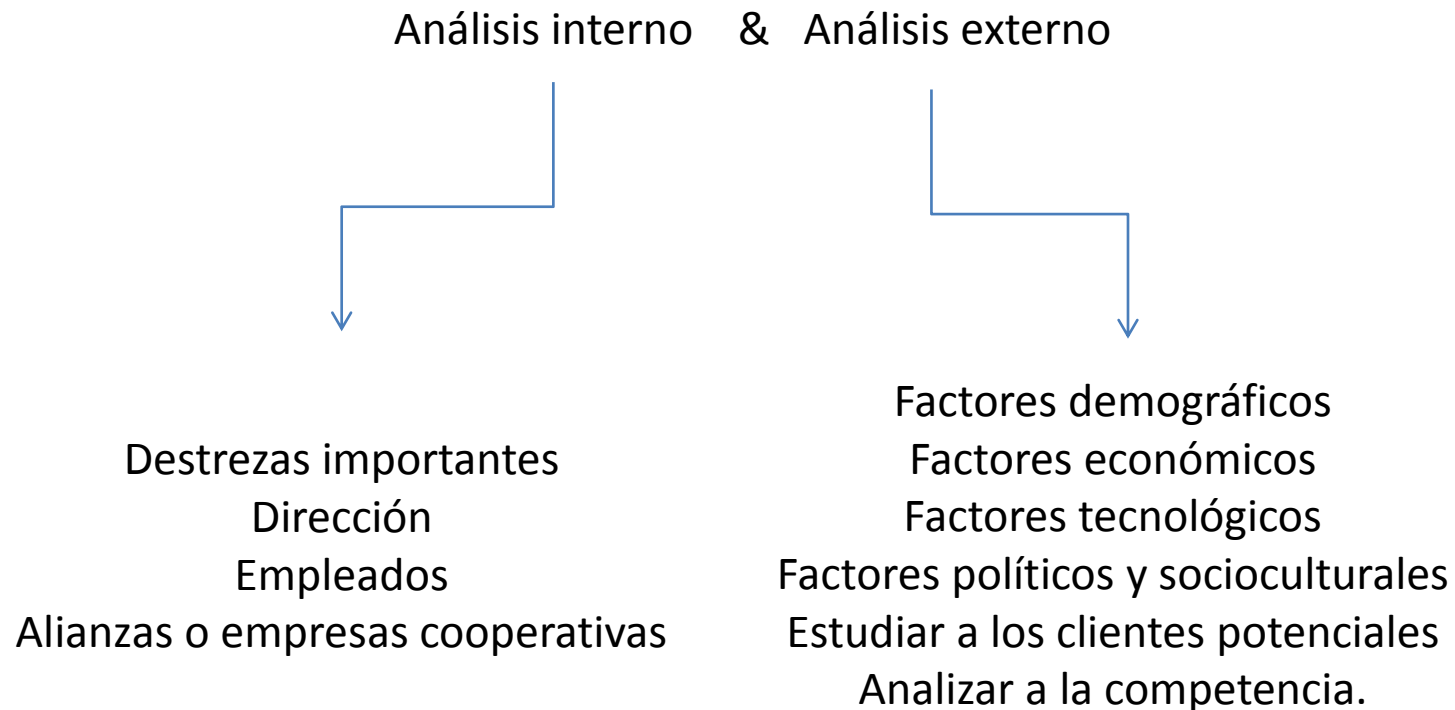 Análisis interno & Análisis externo
Destrezas importantes
Dirección
Empleados
Alianzas o empresas cooperativas
Factores demográficos
Factores económicos
Factores tecnológicos
Factores políticos y socioculturales
Estudiar a los clientes potenciales
Analizar a la competencia.